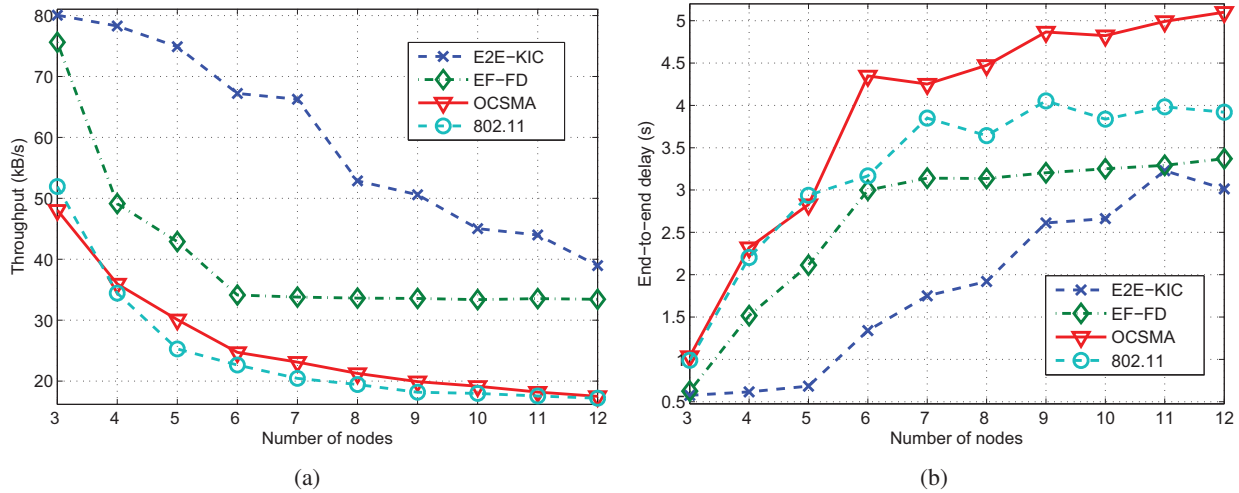 80
70
60
50
40
30
20
3 4 5 6 7 8 9 10 11 12
Throughput (kB/s)
Number of nodes
E2E−KIC
EF−FD
OCSMA
802.11
(a)
5
4.5
4
3.5
3
2.5
2
1.5
1
0.5
3 4 5 6 7 8 9 10 11 12
End−to−end delay (s)
Number of nodes
E2E−KIC
EF−FD
OCSMA
802.11
(b)